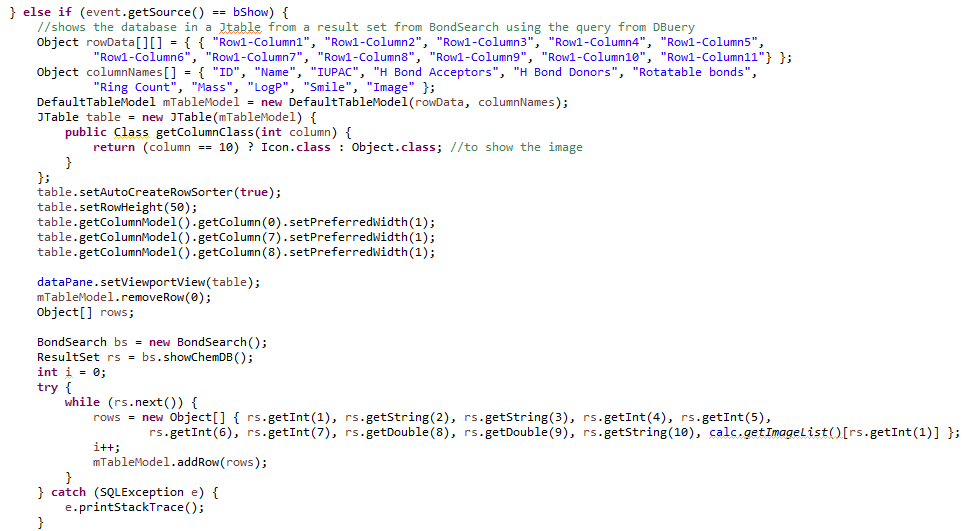 } else if (event.getSource() == bShow) {
    //shows the database in a Jtable from a result set from BondSearch using the query from DBuery
    Object rowData[][] = { { "Row1-Column1", "Row1-Column2", "Row1-Column3", "Row1-Column4", "Row1-Column5",
            "Row1-Column6", "Row1-Column7", "Row1-Column8", "Row1-Column9", "Row1-Column10", "Row1-Column11"} };
    Object columnNames[] = { "ID", "Name", "IUPAC", "H Bond Acceptors", "H Bond Donors", "Rotatable bonds",
            "Ring Count", "Mass", "LogP", "Smile", "Image" };
    DefaultTableModel mTableModel = new DefaultTableModel(rowData, columnNames);
    JTable table = new JTable(mTableModel) {
        public Class getColumnClass(int column) {
            return (column == 10) ? Icon.class : Object.class; //to show the image
        }
    };
    table.setAutoCreateRowSorter(true);
    table.setRowHeight(50);
    table.getColumnModel().getColumn(0).setPreferredWidth(1);
    table.getColumnModel().getColumn(7).setPreferredWidth(1);
    table.getColumnModel().getColumn(8).setPreferredWidth(1);

    dataPane.setViewportView(table);
    mTableModel.removeRow(0);
    Object[] rows;

    BondSearch bs = new BondSearch();
    ResultSet rs = bs.showChemDB();
    int i = 0;
    try {
        while (rs.next()) {
            rows = new Object[] { rs.getInt(1), rs.getString(2), rs.getString(3), rs.getInt(4), rs.getInt(5),
                    rs.getInt(6), rs.getInt(7), rs.getDouble(8), rs.getDouble(9), rs.getString(10), calc.getImageList()[rs.getInt(1)] };
            i++;
            mTableModel.addRow(rows);
        }
    } catch (SQLException e) {
        e.printStackTrace();
    }